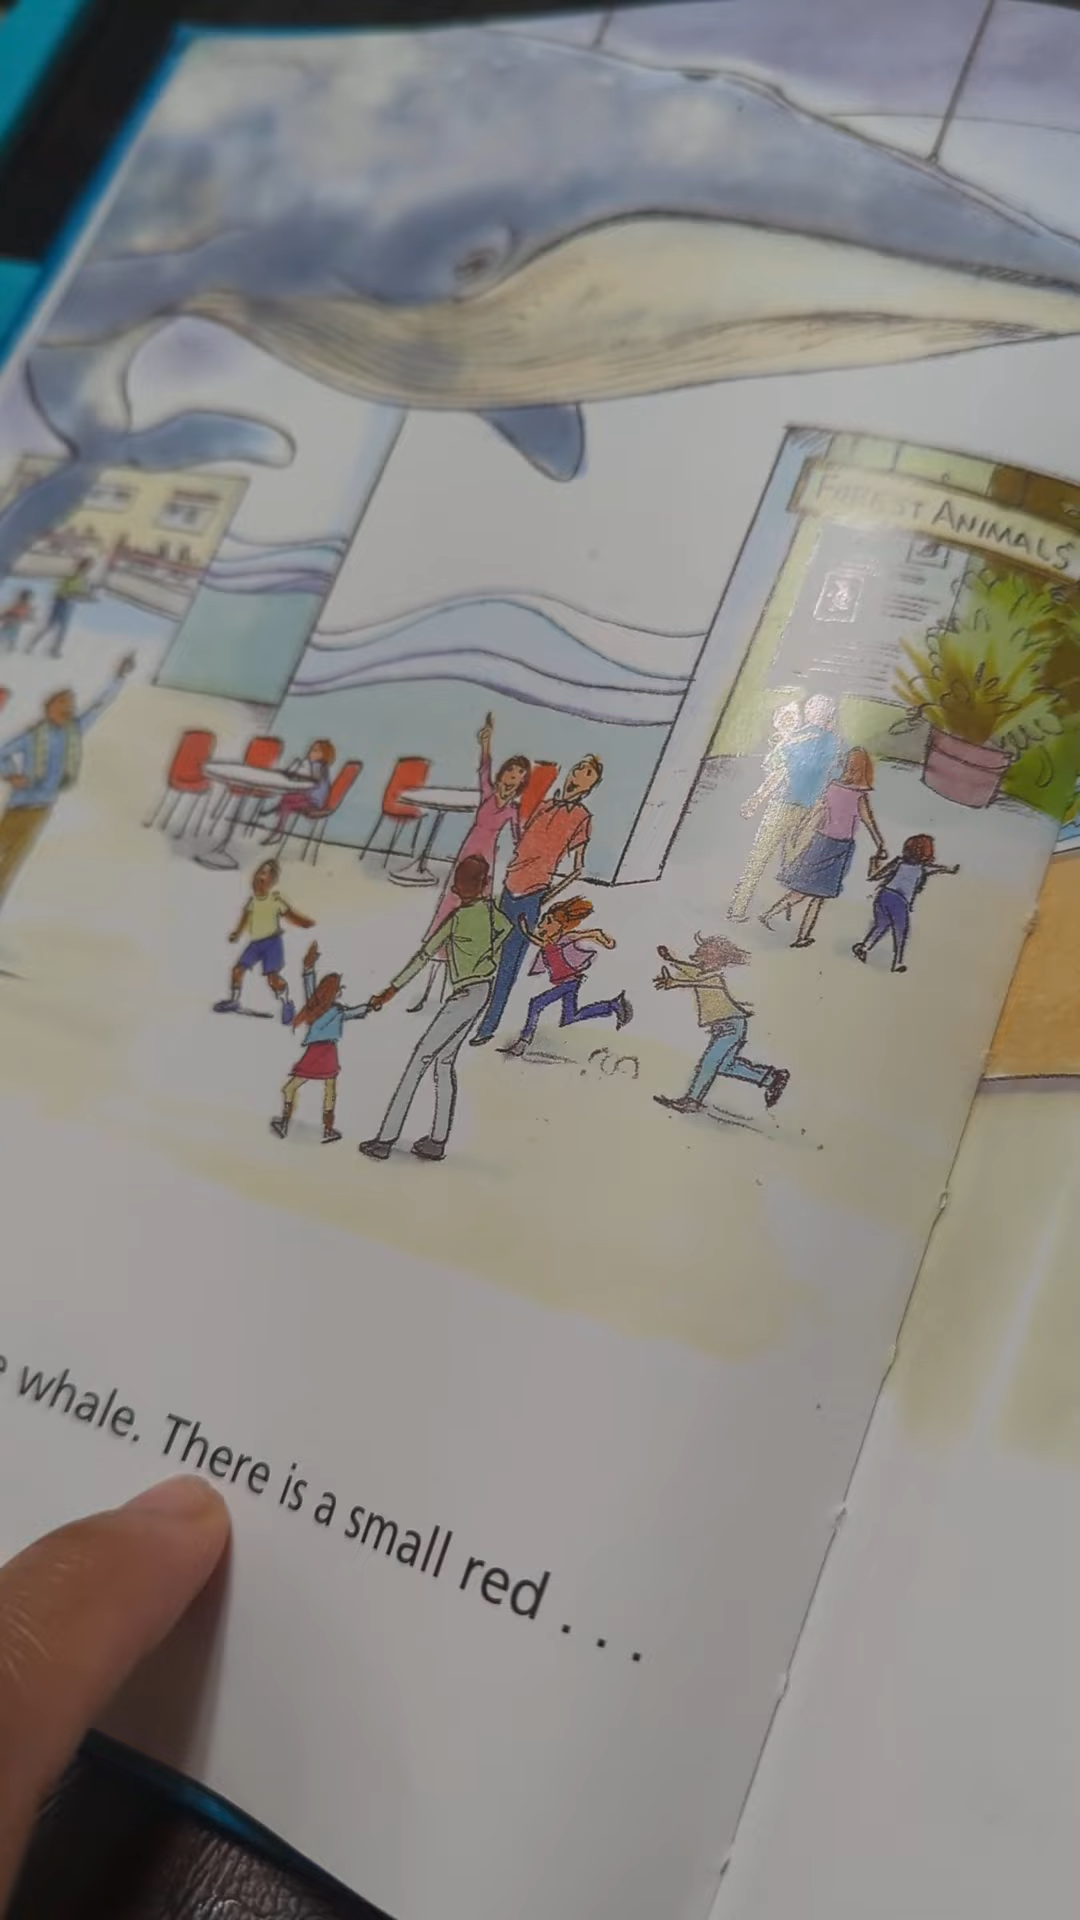 FOREST ANIMALS
whale. There is a small red . . .